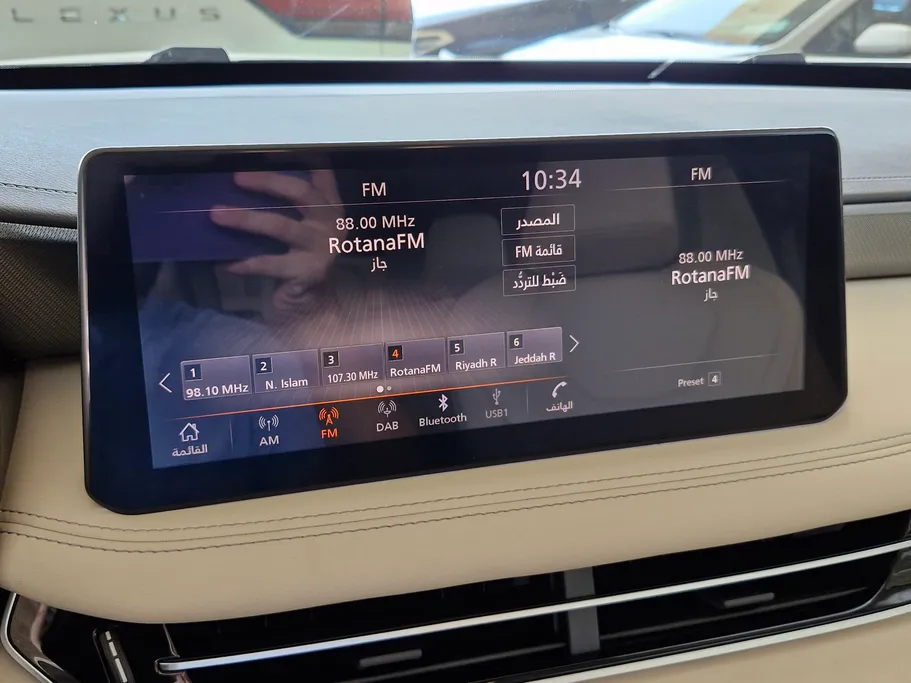 LEXUS
FM
10:34
FM
88.00 MHz
RotanaFM
جاز
المصدر
قائمة FM
ضَبْط للتردُّد
88.00 MHz
RotanaFM
جاز
1
98.10 MHz
2
N. Islam
3
107.30 MHz
4
RotanaFM
5
Riyadh R
6
Jeddah R
Preset 4
القائمة
AM
FM
DAB
Bluetooth
USB1
الهاتف